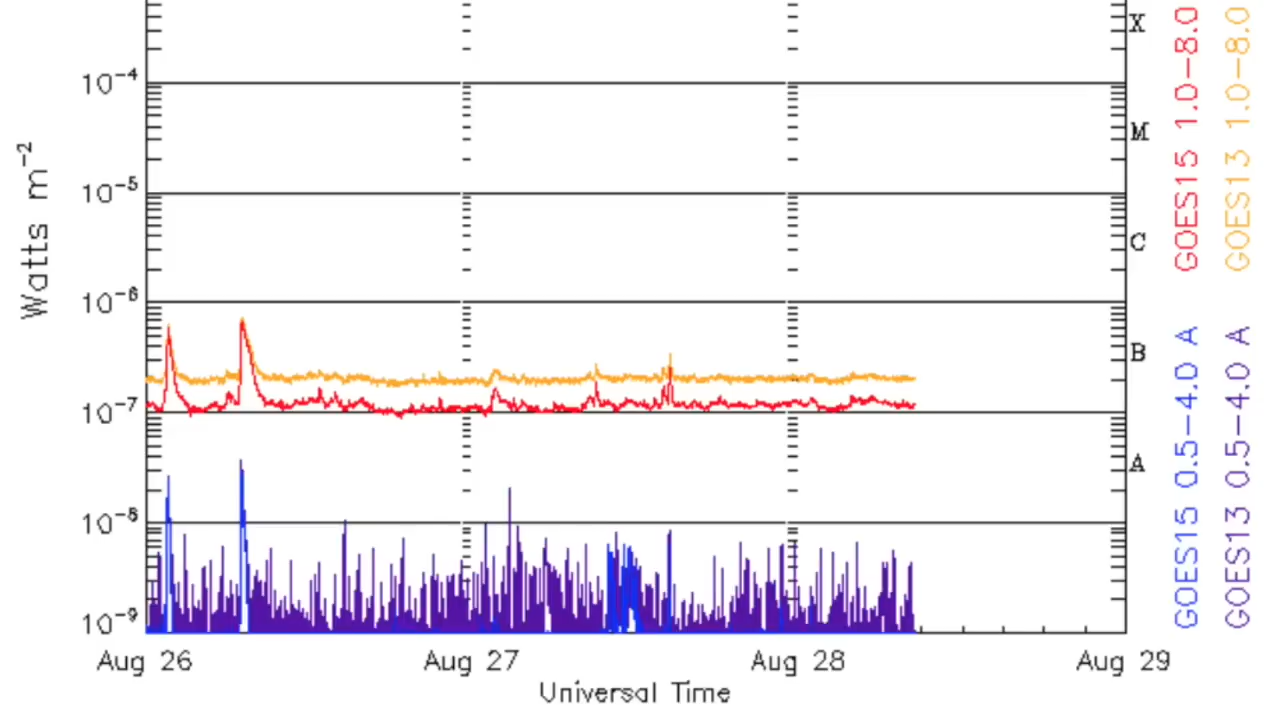 Watts m⁻²
10⁻⁴
10⁻⁵
10⁻⁶
10⁻⁷
10⁻⁸
10⁻⁹
X
M
C
B
A
Aug 26
Aug 27
Aug 28
Aug 29
Universal Time
GOES15 0.5−4.0 A
GOES15 1.0−8.0
GOES13 0.5−4.0 A
GOES13 1.0−8.0